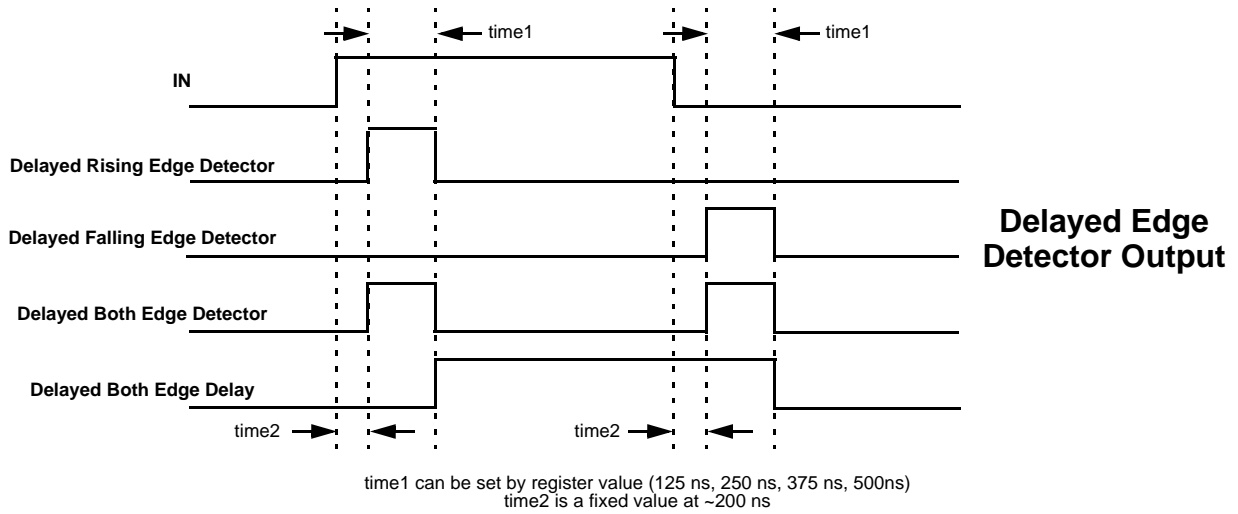 time1
time1
IN
Delayed Rising Edge Detector
Delayed Falling Edge Detector
Delayed Edge
Detector Output
Delayed Both Edge Detector
Delayed Both Edge Delay
time2
time2
time1 can be set by register value (125 ns, 250 ns, 375 ns, 500ns)
time2 is a fixed value at ~200 ns